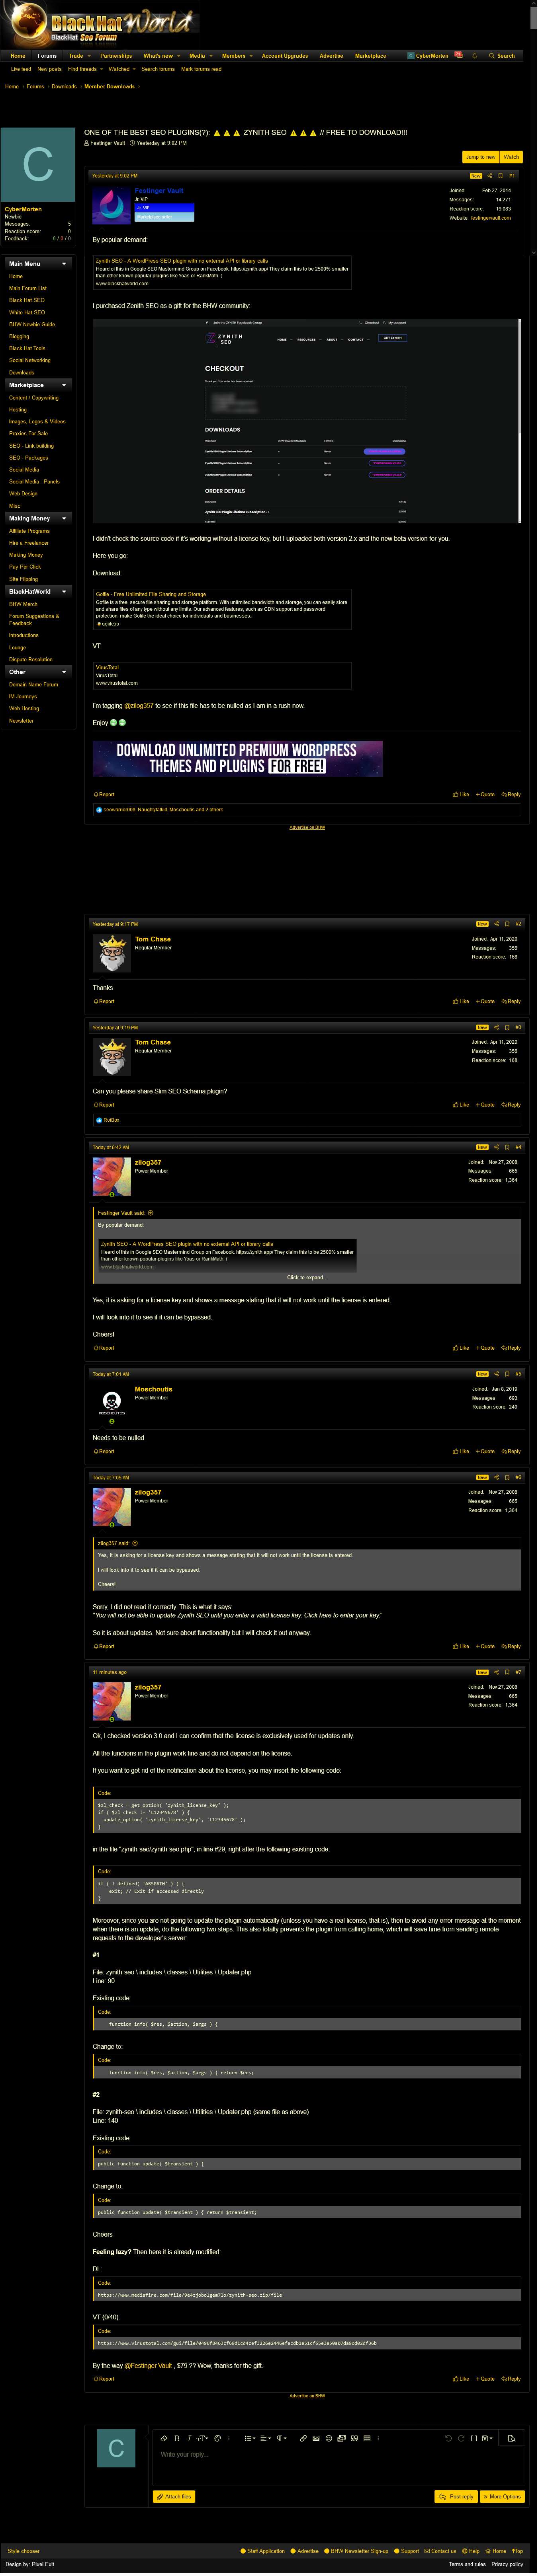 BlackHatWorld
Black Hat
Seo Forum
Home
Forums
Trade
Partnerships
What's new
Media
Members
Account Upgrades
Advertise
Marketplace
C
CyberMorten
Search
Live feed
New posts
Find threads
Watched
Search forums
Mark forums read
Home
Forums
Downloads
Member Downloads
C
CyberMorten
Newbie
Messages: 5
Reaction score: 0
Feedback: 0 / 0 / 0
Main Menu
Home
Main Forum List
Black Hat SEO
White Hat SEO
BHW Newbie Guide
Blogging
Black Hat Tools
Social Networking
Downloads
Marketplace
Content / Copywriting
Hosting
Images, Logos & Videos
Proxies For Sale
SEO - Link building
SEO - Packages
Social Media
Social Media - Panels
Web Design
Misc
Making Money
Affiliate Programs
Hire a Freelancer
Making Money
Pay Per Click
Site Flipping
BlackHatWorld
BHW Merch
Forum Suggestions &
Feedback
Introductions
Lounge
Dispute Resolution
Other
Domain Name Forum
IM Journeys
Web Hosting
Newsletter
ONE OF THE BEST SEO PLUGINS(?): ⚠ ⚠ ⚠ ZYNITH SEO ⚠ ⚠ ⚠ // FREE TO DOWNLOAD!!!
Festinger Vault · Yesterday at 9:02 PM
Jump to new
Watch
Yesterday at 9:02 PM
New
#1
Festinger Vault
Jr. VIP
Jr. VIP
Marketplace seller
Joined: Feb 27, 2014
Messages: 14,271
Reaction score: 19,083
Website: festingervault.com
By popular demand:
Zynith SEO - A WordPress SEO plugin with no external API or library calls
Heard of this in Google SEO Mastermind Group on Facebook. https://zynith.app/ They claim this to be 2500% smaller
than other known popular plugins like Yoas or RankMath. (
www.blackhatworld.com
I purchased Zynith SEO as a gift for the BHW community:
Join the ZYNITH Facebook Group
Checkout
My account
ZYNITH
SEO
HOME
RESOURCES
ABOUT
CONTACT
GET ZYNITH
CHECKOUT
Thank you. Your order has been received.
DOWNLOADS
PRODUCT
DOWNLOADS REMAINING
EXPIRES
DOWNLOAD
ORDER DETAILS
PRODUCT
TOTAL
I didn't check the source code if it's working without a license key, but I uploaded both version 2.x and the new beta version for you.
Here you go:
Download:
Gofile - Free Unlimited File Sharing and Storage
Gofile is a free, secure file sharing and storage platform. With unlimited bandwidth and storage, you can easily store
and share files of any type without any limits. Our advanced features, such as CDN support and password
protection, make Gofile the ideal choice for individuals and businesses...
gofile.io
VT:
VirusTotal
VirusTotal
www.virustotal.com
I'm tagging @zilog357 to see if this file has to be nulled as I am in a rush now.
Enjoy
DOWNLOAD UNLIMITED PREMIUM WORDPRESS
THEMES AND PLUGINS FOR FREE!
Report
Like
+ Quote
Reply
seowarrior008, Naughtyfatted, Moschoutis and 2 others
Advertise on BHW
Yesterday at 9:17 PM
New
#2
Tom Chase
Regular Member
Joined: Apr 11, 2020
Messages: 356
Reaction score: 168
Thanks
Report
Like
+ Quote
Reply
Yesterday at 9:19 PM
New
#3
Tom Chase
Regular Member
Joined: Apr 11, 2020
Messages: 356
Reaction score: 168
Can you please share Slim SEO Schema plugin?
Report
Like
+ Quote
Reply
RoiBox
Today at 6:42 AM
New
#4
zilog357
Power Member
Joined: Nov 27, 2008
Messages: 665
Reaction score: 1,364
Festinger Vault said:
By popular demand:
Zynith SEO - A WordPress SEO plugin with no external API or library calls
Heard of this in Google SEO Mastermind Group on Facebook. https://zynith.app/ They claim this to be 2500% smaller
than other known popular plugins like Yoas or RankMath. (
www.blackhatworld.com
Click to expand...
Yes, it is asking for a license key and shows a message stating that it will not work until the license is entered.
I will look into it to see if it can be bypassed.
Cheers!
Report
Like
+ Quote
Reply
Today at 7:01 AM
New
#5
MOSCHOUTIS
Moschoutis
Power Member
Joined: Jan 8, 2019
Messages: 693
Reaction score: 249
Needs to be nulled
Report
Like
+ Quote
Reply
Today at 7:05 AM
New
#6
zilog357
Power Member
Joined: Nov 27, 2008
Messages: 665
Reaction score: 1,364
zilog357 said:
Yes, it is asking for a license key and shows a message stating that it will not work until the license is entered.
I will look into it to see if it can be bypassed.
Cheers!
Sorry, I did not read it correctly. This is what it says:
"You will not be able to update Zynith SEO until you enter a valid license key. Click here to enter your key."
So it is about updates. Not sure about functionality but I will check it out anyway.
Report
Like
+ Quote
Reply
11 minutes ago
New
#7
zilog357
Power Member
Joined: Nov 27, 2008
Messages: 665
Reaction score: 1,364
Ok, I checked version 3.0 and I can confirm that the license is exclusively used for updates only.
All the functions in the plugin work fine and do not depend on the license.
If you want to get rid of the notification about the license, you may insert the following code:
Code:
$zl_check = get_option( 'zynith_license_key' );
if ( $zl_check != 'L12345678' ) {
update_option( 'zynith_license_key', 'L12345678' );
}
in the file "zynith-seo/zynith-seo.php", in line #29, right after the following existing code:
Code:
if ( ! defined( 'ABSPATH' ) ) {
exit; // Exit if accessed directly
}
Moreover, since you are not going to update the plugin automatically (unless you have a real license, that is), then to avoid any error message at the moment
when there is an update, do the following two steps. This also totally prevents the plugin from calling home, which will save time from sending remote
requests to the developer's server:
#1
File: zynith-seo \ includes \ classes \ Utilities \ Updater.php
Line: 90
Existing code:
Code:
function info( $res, $action, $args ) {
Change to:
Code:
function info( $res, $action, $args ) { return $res;
#2
File: zynith-seo \ includes \ classes \ Utilities \ Updater.php (same file as above)
Line: 140
Existing code:
Code:
public function update( $transient ) {
Change to:
Code:
public function update( $transient ) { return $transient;
Cheers
Feeling lazy? Then here it is already modified:
DL:
Code:
https://www.mediafire.com/file/9e4zjoboigem7lo/zynith-seo.zip/file
VT (0/40):
Code:
https://www.virustotal.com/gui/file/0496f8463cf69d1cd4cef3226e2446efecdb1e51cf65e3e50a07da9cd02df36b
By the way @Festinger Vault , $79 ?? Wow, thanks for the gift.
Report
Like
+ Quote
Reply
Advertise on BHW
C
Write your reply...
Attach files
Post reply
More Options
Style chooser
Staff Application
Advertise
BHW Newsletter Sign-up
Support
Contact us
Help
Home
Top
Design by: Pixel Exit
Terms and rules
Privacy policy